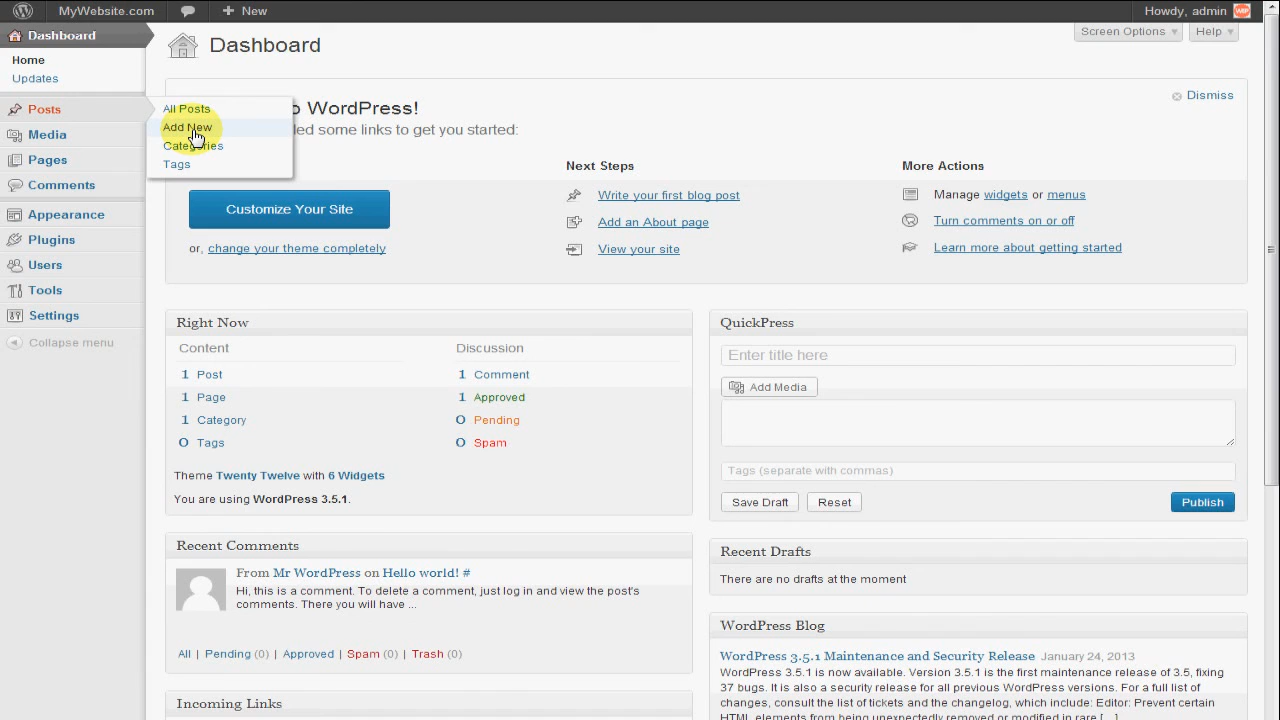 MyWebsite.com
New
Howdy, admin
Dashboard
Home
Updates
Posts
Media
Pages
Comments
Appearance
Plugins
Users
Tools
Settings
Collapse menu
All Posts
Add New
Categories
Tags
Dashboard
Screen Options
Help
WordPress!
some links to get you started:
Dismiss
Customize Your Site
or, change your theme completely
Next Steps
Write your first blog post
Add an About page
View your site
More Actions
Manage widgets or menus
Turn comments on or off
Learn more about getting started
Right Now
Content
1 Post
1 Page
1 Category
0 Tags
Discussion
1 Comment
1 Approved
0 Pending
0 Spam
Theme Twenty Twelve with 6 Widgets
You are using WordPress 3.5.1.
QuickPress
Enter title here
Add Media
Tags (separate with commas)
Save Draft
Reset
Publish
Recent Comments
From Mr WordPress on Hello world! #
Hi, this is a comment. To delete a comment, just log in and view the post's
comments. There you will have ...
All | Pending (0) | Approved | Spam (0) | Trash (0)
Incoming Links
Recent Drafts
There are no drafts at the moment
WordPress Blog
WordPress 3.5.1 Maintenance and Security Release January 24, 2013
WordPress 3.5.1 is now available. Version 3.5.1 is the first maintenance release of 3.5, fixing
37 bugs. It is also a security release for all previous WordPress versions. For a full list of
changes, consult the list of tickets and the changelog, which include: Editor: Prevent certain
HTML elements from being unexpectedly removed or modified in rare [...]